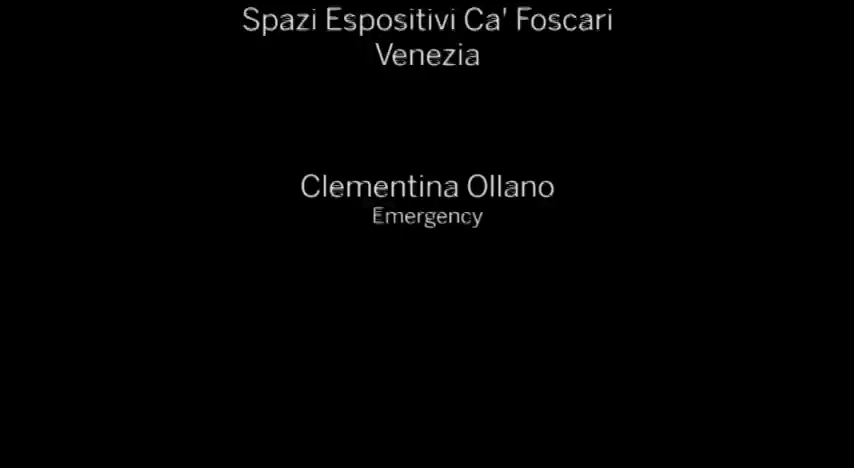 Spazi Espositivi Ca' Foscari
Venezia
Clementina Ollano
Emergency